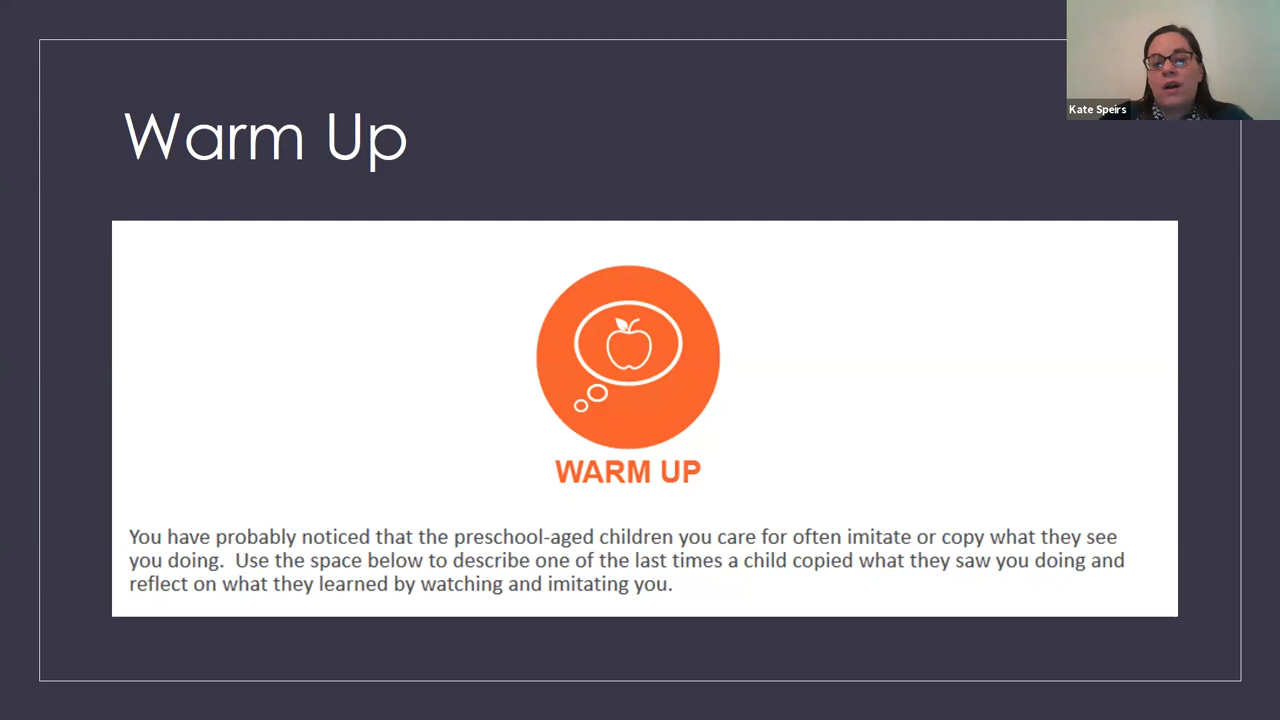 Kate Speirs
Warm Up
WARM UP
You have probably noticed that the preschool-aged children you care for often imitate or copy what they see
you doing.  Use the space below to describe one of the last times a child copied what they saw you doing and
reflect on what they learned by watching and imitating you.